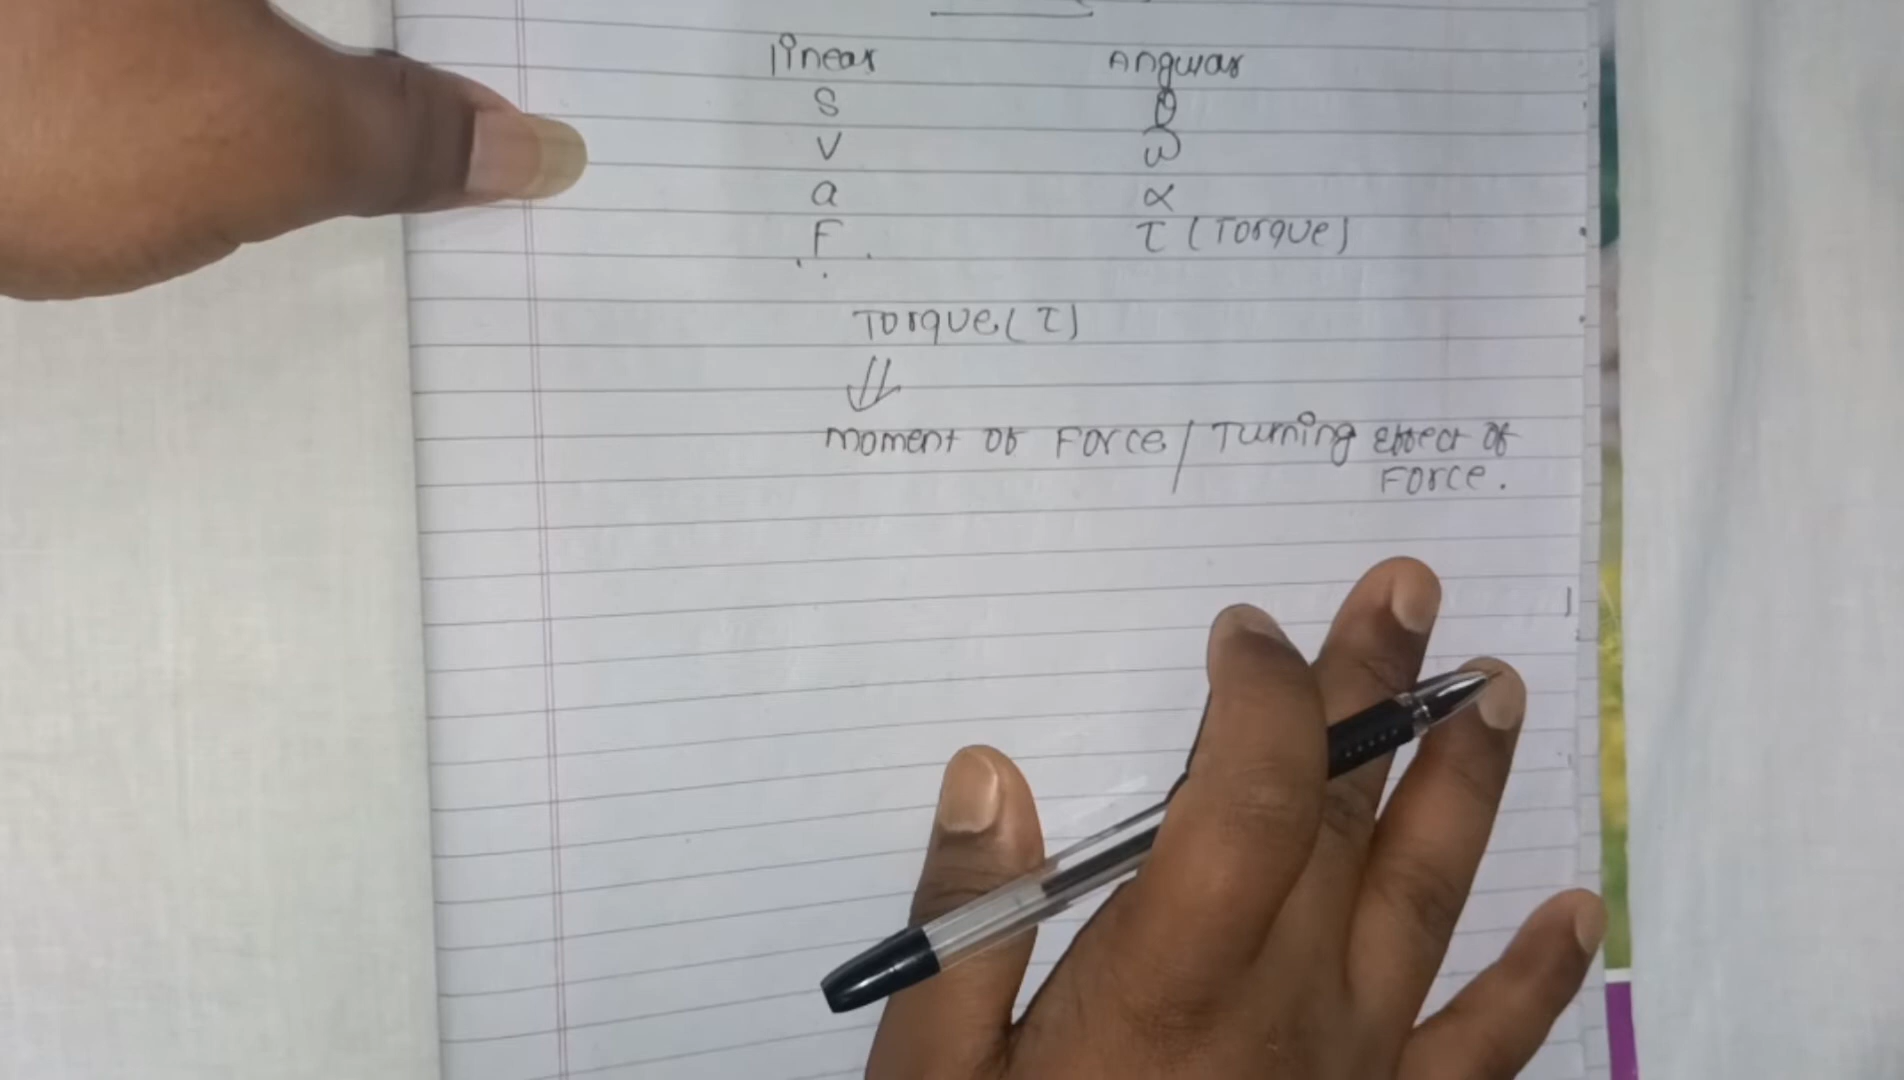 linear Angular
S θ
V ω
a α
F τ (Torque)
Torque (τ)
⇓
moment of Force / Turning Effect of
Force.